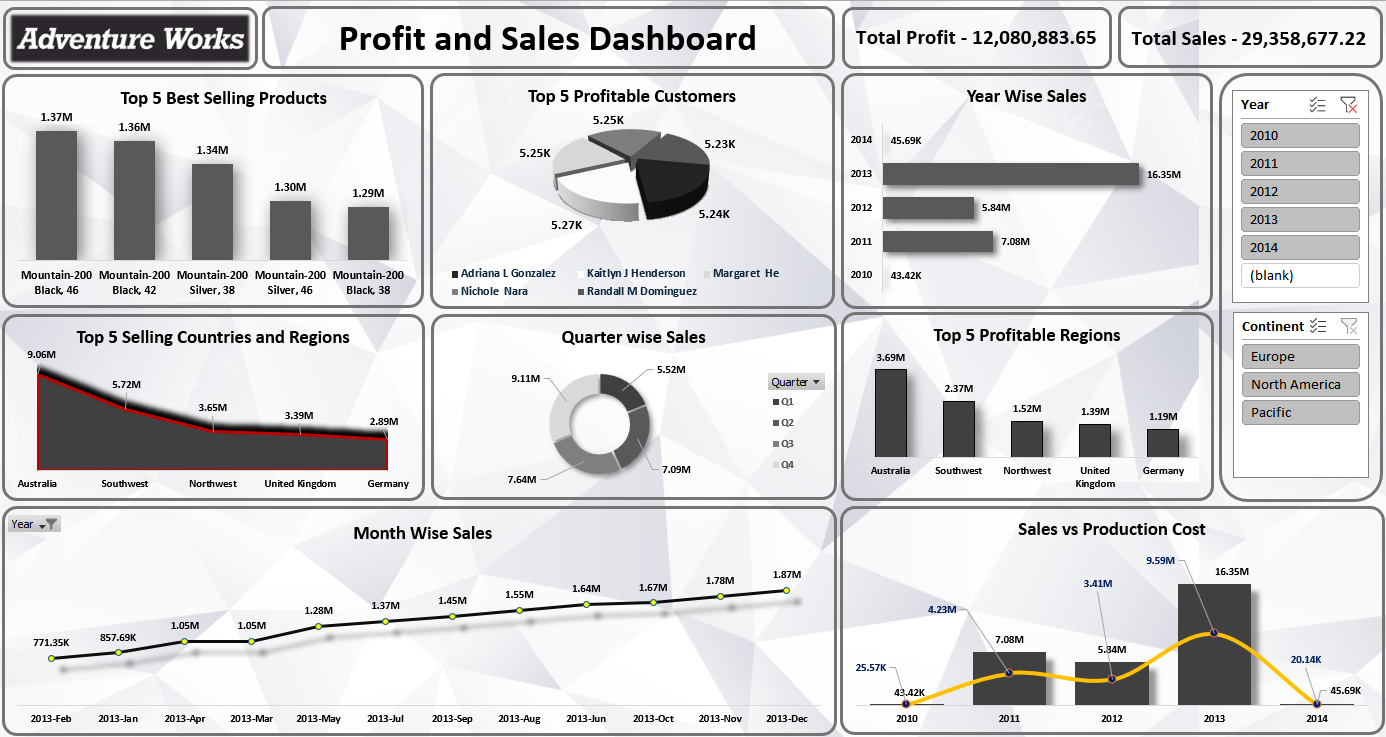 Adventure Works
Profit and Sales Dashboard
Total Profit - 12,080,883.65
Total Sales - 29,358,677.22
Top 5 Best Selling Products
1.37M
1.36M
1.34M
1.30M
1.29M
Mountain-200 Black, 46
Mountain-200 Black, 42
Mountain-200 Silver, 38
Mountain-200 Silver, 46
Mountain-200 Black, 38
Top 5 Profitable Customers
5.25K
5.23K
5.25K
5.27K
5.24K
Adriana L Gonzalez
Kaitlyn J Henderson
Margaret He
Nichole Nara
Randall M Dominguez
Year Wise Sales
2014 45.69K
2013 16.35M
2012 5.84M
2011 7.08M
2010 43.42K
Year
2010
2011
2012
2013
2014
(blank)
Continent
Europe
North America
Pacific
Top 5 Selling Countries and Regions
9.06M
5.72M
3.65M
3.39M
2.89M
Australia
Southwest
Northwest
United Kingdom
Germany
Quarter wise Sales
9.11M
5.52M
7.64M
7.09M
Quarter
Q1
Q2
Q3
Q4
Top 5 Profitable Regions
3.69M
2.37M
1.52M
1.39M
1.19M
Australia
Southwest
Northwest
United Kingdom
Germany
Year
Month Wise Sales
771.35K
857.69K
1.05M
1.05M
1.28M
1.37M
1.45M
1.55M
1.64M
1.67M
1.78M
1.87M
2013-Feb
2013-Jan
2013-Apr
2013-Mar
2013-May
2013-Jul
2013-Sep
2013-Aug
2013-Jun
2013-Oct
2013-Nov
2013-Dec
Sales vs Production Cost
9.59M
16.35M
3.41M
4.23M
7.08M
5.84M
25.57K
20.14K
43.42K
45.69K
2010
2011
2012
2013
2014